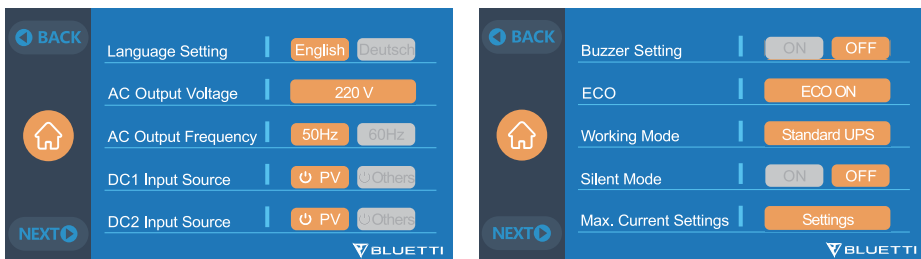 BACK
Language Setting English Deutsch
AC Output Voltage 220 V
AC Output Frequency 50Hz 60Hz
DC1 Input Source PV Others
DC2 Input Source PV Others
NEXT
BLUETTI
BACK
Buzzer Setting ON OFF
ECO ECO ON
Working Mode Standard UPS
Silent Mode ON OFF
Max. Current Settings Settings
NEXT
BLUETTI